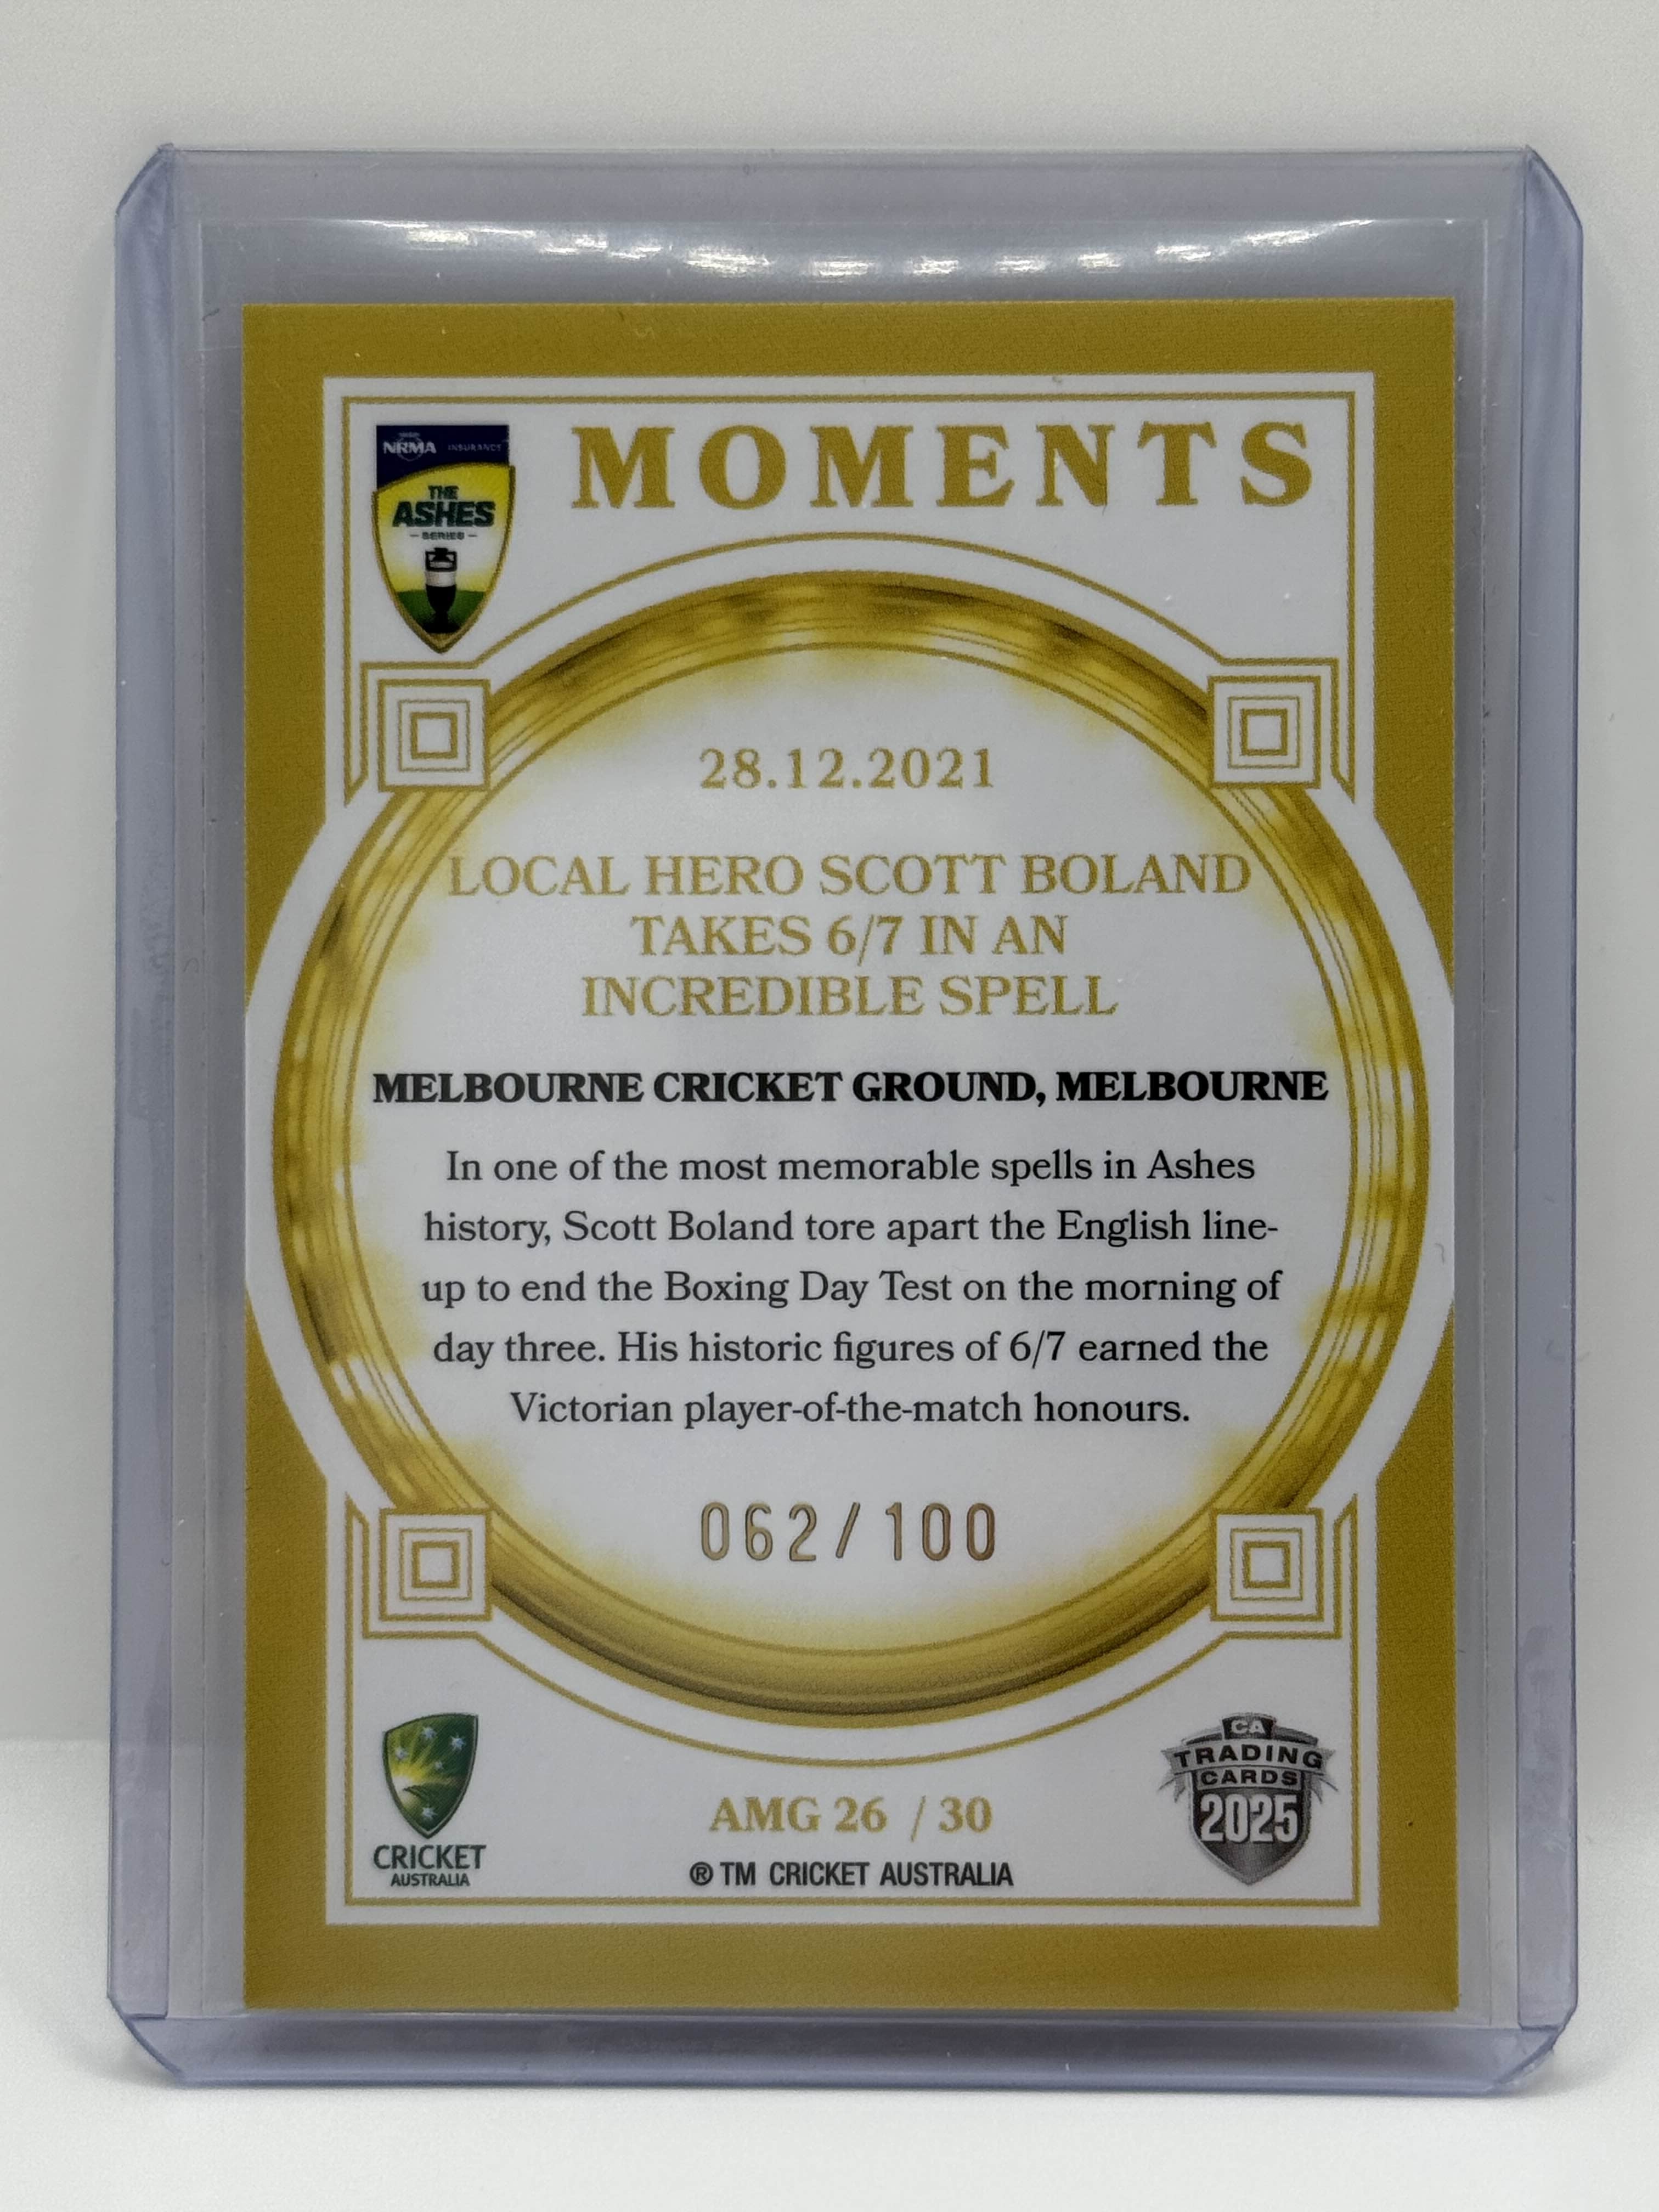 NRMA INSURANCE
THE
ASHES
SERIES
MOMENTS
28.12.2021
LOCAL HERO SCOTT BOLAND
TAKES 6/7 IN AN
INCREDIBLE SPELL
MELBOURNE CRICKET GROUND, MELBOURNE
In one of the most memorable spells in Ashes
history, Scott Boland tore apart the English line-
up to end the Boxing Day Test on the morning of
day three. His historic figures of 6/7 earned the
Victorian player-of-the-match honours.
062/100
AMG 26 / 30
® TM CRICKET AUSTRALIA
CRICKET
AUSTRALIA
CA
TRADING
CARDS
2025